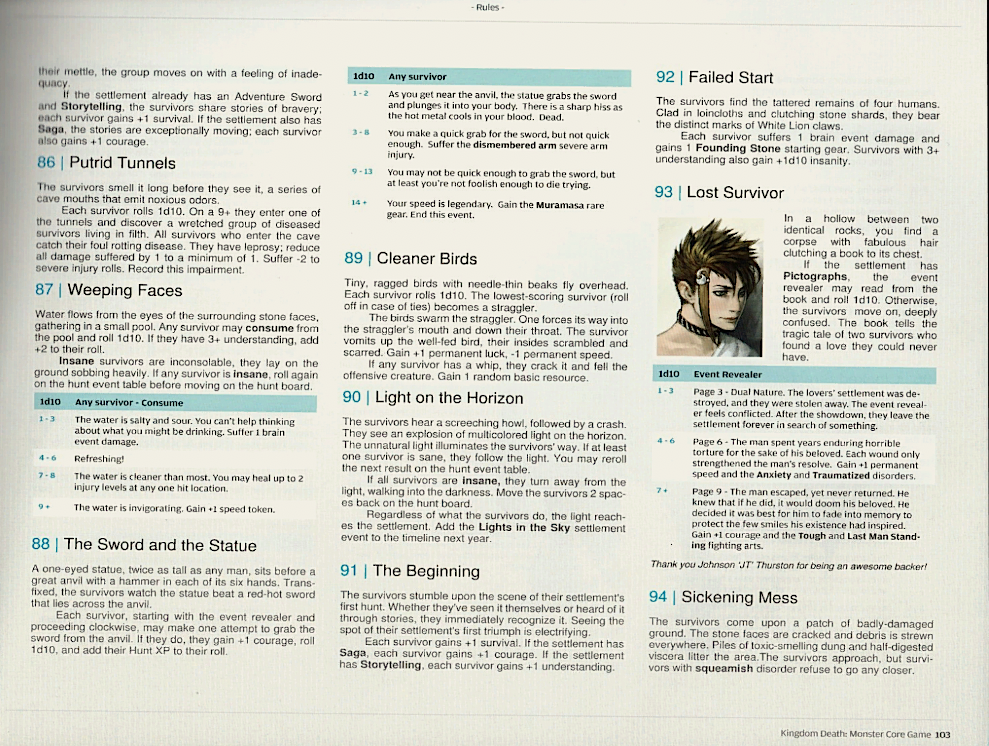 - Rules -
their mettle, the group moves on with a feeling of inade-
quacy.
If the settlement already has an Adventure Sword
and Storytelling, the survivors share stories of bravery;
each survivor gains +1 survival. If the settlement also has
Saga, the stories are exceptionally moving; each survivor
also gains +1 courage.
86 | Putrid Tunnels
The survivors smell it long before they see it, a series of
cave mouths that emit noxious odors.
Each survivor rolls 1d10. On a 9+ they enter one of
the tunnels and discover a wretched group of diseased
survivors living in filth. All survivors who enter the cave
catch their foul rotting disease. They have leprosy; reduce
all damage suffered by 1 to a minimum of 1. Suffer -2 to
severe injury rolls. Record this impairment.
87 | Weeping Faces
Water flows from the eyes of the surrounding stone faces,
gathering in a small pool. Any survivor may consume from
the pool and roll 1d10. If they have 3+ understanding, add
+2 to their roll.
Insane survivors are inconsolable, they lay on the
ground sobbing heavily. If any survivor is insane, roll again
on the hunt event table before moving on the hunt board.
1d10 Any survivor - Consume
1 - 3 The water is salty and sour. You can't help thinking
about what you might be drinking. Suffer 1 brain
event damage.
4 - 6 Refreshing!
7 - 8 The water is cleaner than most. You may heal up to 2
injury levels at any one hit location.
9 + The water is invigorating. Gain +1 speed token.
88 | The Sword and the Statue
A one-eyed statue, twice as tall as any man, sits before a
great anvil with a hammer in each of its six hands. Trans-
fixed, the survivors watch the statue beat a red-hot sword
that lies across the anvil.
Each survivor, starting with the event revealer and
proceeding clockwise, may make one attempt to grab the
sword from the anvil. If they do, they gain +1 courage, roll
1d10, and add their Hunt XP to their roll.
1d10 Any survivor
1 - 2 As you get near the anvil, the statue grabs the sword
and plunges it into your body. There is a sharp hiss as
the hot metal cools in your blood. Dead.
3 - 8 You make a quick grab for the sword, but not quick
enough. Suffer the dismembered arm severe arm
injury.
9 - 13 You may not be quick enough to grab the sword, but
at least you're not foolish enough to die trying.
14 + Your speed is legendary. Gain the Muramasa rare
gear. End this event.
89 | Cleaner Birds
Tiny, ragged birds with needle-thin beaks fly overhead.
Each survivor rolls 1d10. The lowest-scoring survivor (roll
off in case of ties) becomes a straggler.
The birds swarm the straggler. One forces its way into
the straggler's mouth and down their throat. The survivor
vomits up the well-fed bird, their insides scrambled and
scarred. Gain +1 permanent luck, -1 permanent speed.
If any survivor has a whip, they crack it and fell the
offensive creature. Gain 1 random basic resource.
90 | Light on the Horizon
The survivors hear a screeching howl, followed by a crash.
They see an explosion of multicolored light on the horizon.
The unnatural light illuminates the survivors' way. If at least
one survivor is sane, they follow the light. You may reroll
the next result on the hunt event table.
If all survivors are insane, they turn away from the
light, walking into the darkness. Move the survivors 2 spac-
es back on the hunt board.
Regardless of what the survivors do, the light reach-
es the settlement. Add the Lights in the Sky settlement
event to the timeline next year.
91 | The Beginning
The survivors stumble upon the scene of their settlement's
first hunt. Whether they've seen it themselves or heard of it
through stories, they immediately recognize it. Seeing the
spot of their settlement's first triumph is electrifying.
Each survivor gains +1 survival. If the settlement has
Saga, each survivor gains +1 courage. If the settlement
has Storytelling, each survivor gains +1 understanding.
92 | Failed Start
The survivors find the tattered remains of four humans.
Clad in loincloths and clutching stone shards, they bear
the distinct marks of White Lion claws.
Each survivor suffers 1 brain event damage and
gains 1 Founding Stone starting gear. Survivors with 3+
understanding also gain +1d10 insanity.
93 | Lost Survivor
In a hollow between two
identical rocks, you find a
corpse with fabulous hair
clutching a book to its chest.
If the settlement has
Pictographs, the event
revealer may read from the
book and roll 1d10. Otherwise,
the survivors move on, deeply
confused. The book tells the
tragic tale of two survivors who
found a love they could never
have.
1d10 Event Revealer
1 - 3 Page 3 - Dual Nature. The lovers' settlement was de-
stroyed, and they were stolen away. The event reveal-
er feels conflicted. After the showdown, they leave the
settlement forever in search of something.
4 - 6 Page 6 - The man spent years enduring horrible
torture for the sake of his beloved. Each wound only
strengthened the man's resolve. Gain +1 permanent
speed and the Anxiety and Traumatized disorders.
7 + Page 9 - The man escaped, yet never returned. He
knew that if he did, it would doom his beloved. He
decided it was best for him to fade into memory to
protect the few smiles his existence had inspired.
Gain +1 courage and the Tough and Last Man Stand-
ing fighting arts.
Thank you Johnson 'JT' Thurston for being an awesome backer!
94 | Sickening Mess
The survivors come upon a patch of badly-damaged
ground. The stone faces are cracked and debris is strewn
everywhere. Piles of toxic-smelling dung and half-digested
viscera litter the area.The survivors approach, but survi-
vors with squeamish disorder refuse to go any closer.
Kingdom Death: Monster Core Game 103